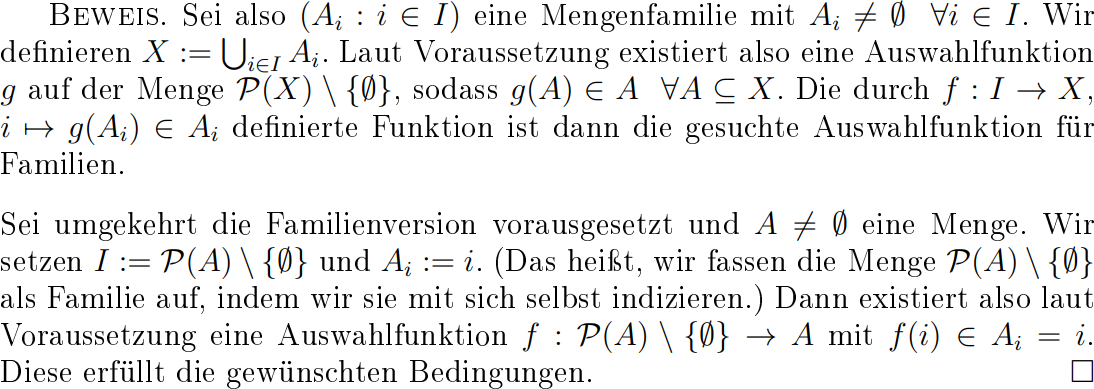 BEWEIS. Sei also (A_i : i ∈ I) eine Mengenfamilie mit A_i ≠ ∅ ∀i ∈ I. Wir
definieren X := ⋃_{i∈I} A_i. Laut Voraussetzung existiert also eine Auswahlfunktion
g auf der Menge 𝒫(X) \ {∅}, sodass g(A) ∈ A ∀A ⊆ X. Die durch f : I → X,
i ↦ g(A_i) ∈ A_i definierte Funktion ist dann die gesuchte Auswahlfunktion für
Familien.
Sei umgekehrt die Familienversion vorausgesetzt und A ≠ ∅ eine Menge. Wir
setzen I := 𝒫(A) \ {∅} und A_i := i. (Das heißt, wir fassen die Menge 𝒫(A) \ {∅}
als Familie auf, indem wir sie mit sich selbst indizieren.) Dann existiert also laut
Voraussetzung eine Auswahlfunktion f : 𝒫(A) \ {∅} → A mit f(i) ∈ A_i = i.
Diese erfüllt die gewünschten Bedingungen. □